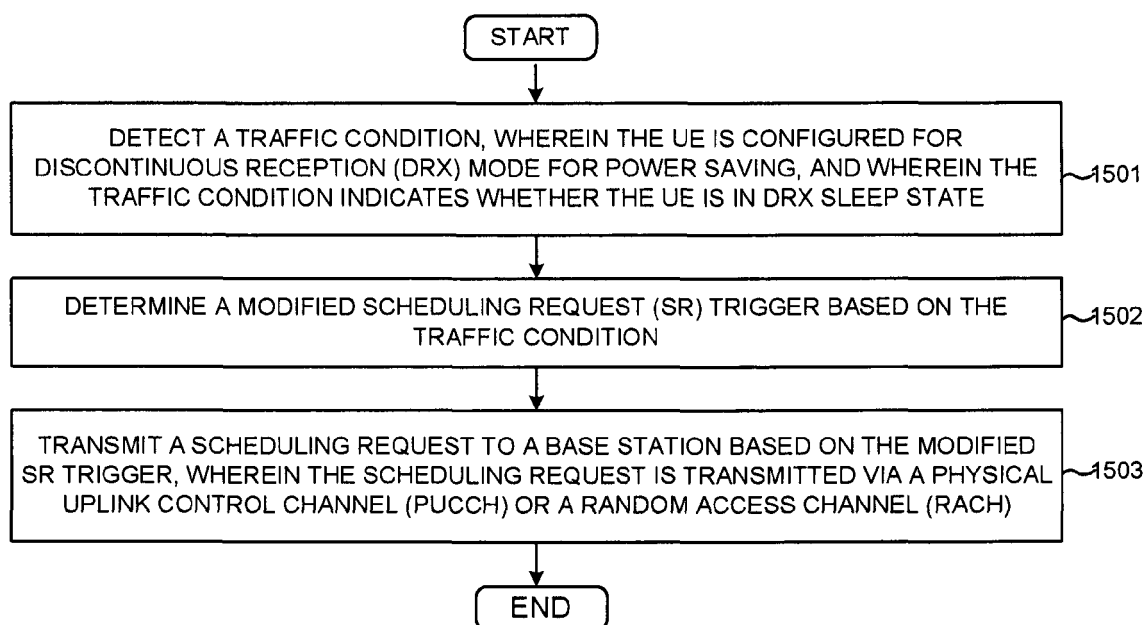 START
DETECT A TRAFFIC CONDITION, WHEREIN THE UE IS CONFIGURED FOR
DISCONTINUOUS RECEPTION (DRX) MODE FOR POWER SAVING, AND WHEREIN THE
TRAFFIC CONDITION INDICATES WHETHER THE UE IS IN DRX SLEEP STATE
1501
DETERMINE A MODIFIED SCHEDULING REQUEST (SR) TRIGGER BASED ON THE
TRAFFIC CONDITION
1502
TRANSMIT A SCHEDULING REQUEST TO A BASE STATION BASED ON THE MODIFIED
SR TRIGGER, WHEREIN THE SCHEDULING REQUEST IS TRANSMITTED VIA A PHYSICAL
UPLINK CONTROL CHANNEL (PUCCH) OR A RANDOM ACCESS CHANNEL (RACH)
1503
END